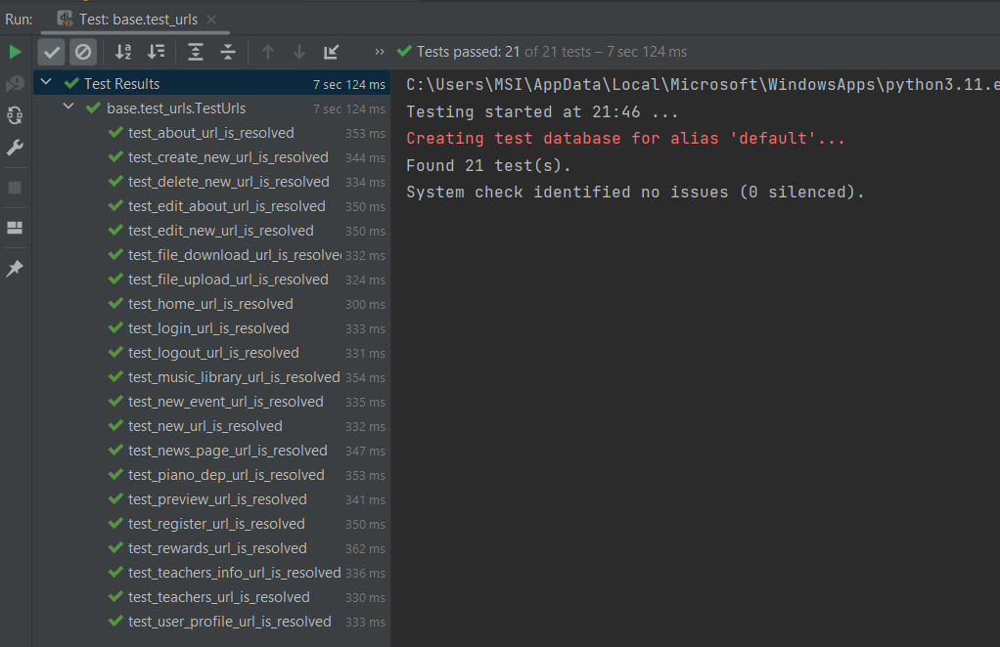 Run: Test: base.test_urls
Tests passed: 21 of 21 tests – 7 sec 124 ms
Test Results 7 sec 124 ms
base.test_urls.TestUrls 7 sec 124 ms
test_about_url_is_resolved 353 ms
test_create_new_url_is_resolved 344 ms
test_delete_new_url_is_resolved 334 ms
test_edit_about_url_is_resolved 350 ms
test_edit_new_url_is_resolved 350 ms
test_file_download_url_is_resolve 332 ms
test_file_upload_url_is_resolved 324 ms
test_home_url_is_resolved 300 ms
test_login_url_is_resolved 333 ms
test_logout_url_is_resolved 331 ms
test_music_library_url_is_resolved 354 ms
test_new_event_url_is_resolved 335 ms
test_new_url_is_resolved 332 ms
test_news_page_url_is_resolved 347 ms
test_piano_dep_url_is_resolved 353 ms
test_preview_url_is_resolved 341 ms
test_register_url_is_resolved 350 ms
test_rewards_url_is_resolved 362 ms
test_teachers_info_url_is_resolved 336 ms
test_teachers_url_is_resolved 330 ms
test_user_profile_url_is_resolved 333 ms
C:\Users\MSI\AppData\Local\Microsoft\WindowsApps\python3.11.e
Testing started at 21:46 ...
Creating test database for alias 'default'...
Found 21 test(s).
System check identified no issues (0 silenced).